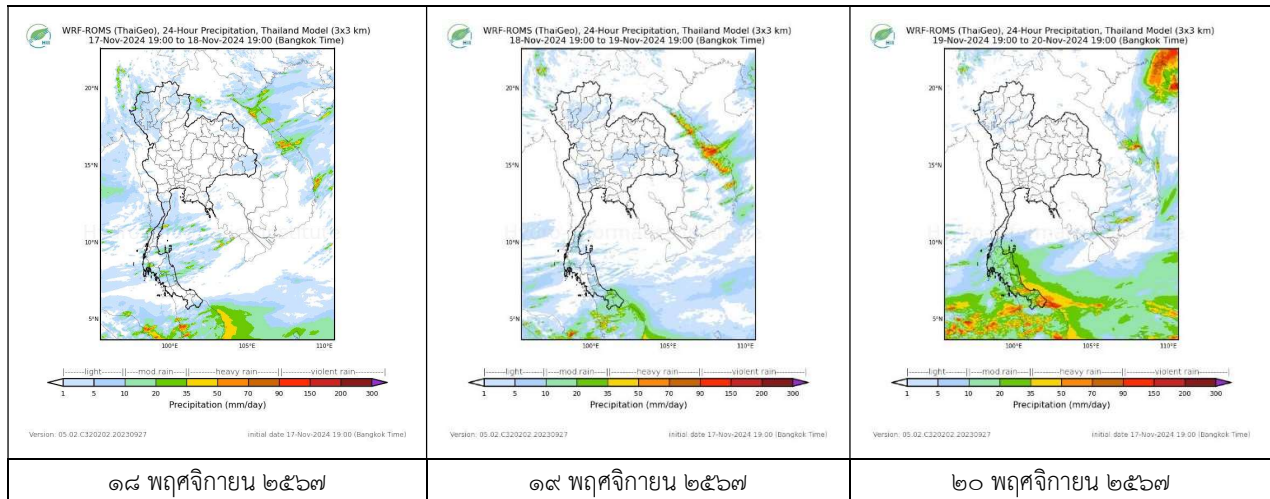 WRF-ROMS (ThaiGeo), 24-Hour Precipitation, Thailand Model (3x3 km)
17-Nov-2024 19:00 to 18-Nov-2024 19:00 (Bangkok Time)
20°N
15°N
10°N
5°N
100°E
105°E
110°E
|------light------||---mod rain---||---------heavy rain---------||---------violent rain---------|
1 5 10 20 35 50 70 90 150 200 300
Precipitation (mm/day)
Version: 05.02.C320202.20230927
initial date 17-Nov-2024 19:00 (Bangkok Time)
๑๘ พฤศจิกายน ๒๕๖๗
WRF-ROMS (ThaiGeo), 24-Hour Precipitation, Thailand Model (3x3 km)
18-Nov-2024 19:00 to 19-Nov-2024 19:00 (Bangkok Time)
20°N
15°N
10°N
5°N
100°E
105°E
110°E
|------light------||---mod rain---||---------heavy rain---------||---------violent rain---------|
1 5 10 20 35 50 70 90 150 200 300
Precipitation (mm/day)
Version: 05.02.C320202.20230927
initial date 17-Nov-2024 19:00 (Bangkok Time)
๑๙ พฤศจิกายน ๒๕๖๗
WRF-ROMS (ThaiGeo), 24-Hour Precipitation, Thailand Model (3x3 km)
19-Nov-2024 19:00 to 20-Nov-2024 19:00 (Bangkok Time)
20°N
15°N
10°N
5°N
100°E
105°E
110°E
|------light------||---mod rain---||---------heavy rain---------||---------violent rain---------|
1 5 10 20 35 50 70 90 150 200 300
Precipitation (mm/day)
Version: 05.02.C320202.20230927
initial date 17-Nov-2024 19:00 (Bangkok Time)
๒๐ พฤศจิกายน ๒๕๖๗